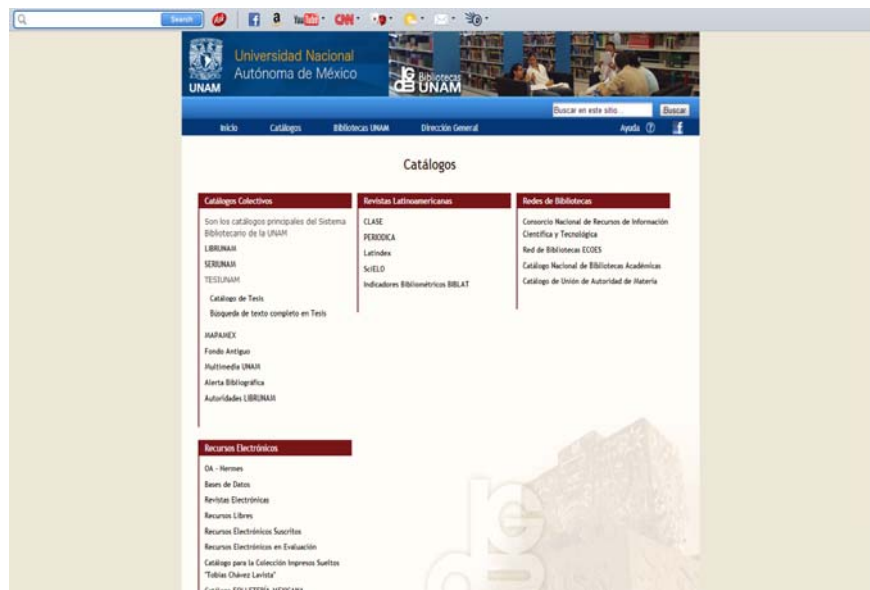 Search
a
You Tube
CNN
Universidad Nacional
Autónoma de México
UNAM
Bibliotecas
UNAM
Buscar en este sitio...
Buscar
Inicio
Catálogos
Bibliotecas UNAM
Dirección General
Ayuda ?
f
Catálogos
Catálogos Colectivos
Son los catálogos principales del Sistema
Bibliotecario de la UNAM
LIBRUNAM
SERIUNAM
TESIUNAM
Catálogo de Tesis
Búsqueda de texto completo en Tesis
MAPAMEX
Fondo Antiguo
Multimedia UNAM
Alerta Bibliográfica
Autoridades LIBRUNAM
Revistas Latinoamericanas
CLASE
PERIODICA
Latindex
SciELO
Indicadores Bibliométricos BIBLAT
Redes de Bibliotecas
Consorcio Nacional de Recursos de Información
Científica y Tecnológica
Red de Bibliotecas ECOES
Catálogo Nacional de Bibliotecas Académicas
Catálogo de Unión de Autoridad de Materia
Recursos Electrónicos
OA - Hermes
Bases de Datos
Revistas Electrónicas
Recursos Libres
Recursos Electrónicos Suscritos
Recursos Electrónicos en Evaluación
Catálogo para la Colección Impresos Sueltos
"Tobías Chávez Lavista"
Catálogo FOLLETERÍA MEXICANA